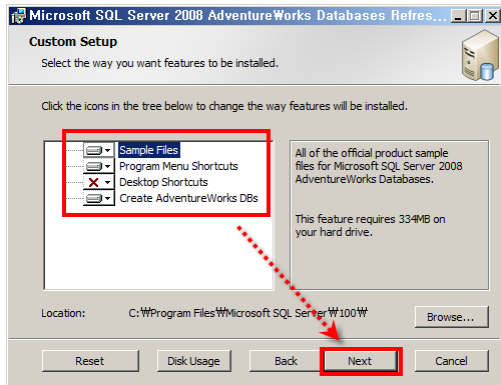 Microsoft SQL Server 2008 AdventureWorks Databases Refres...
Custom Setup
Select the way you want features to be installed.
Click the icons in the tree below to change the way features will be installed.
Sample Files
Program Menu Shortcuts
Desktop Shortcuts
Create AdventureWorks DBs
All of the official product sample
files for Microsoft SQL Server 2008
AdventureWorks Databases.
This feature requires 334MB on
your hard drive.
Location: C:₩Program Files₩Microsoft SQL Server₩100₩
Browse...
Reset Disk Usage Back Next Cancel